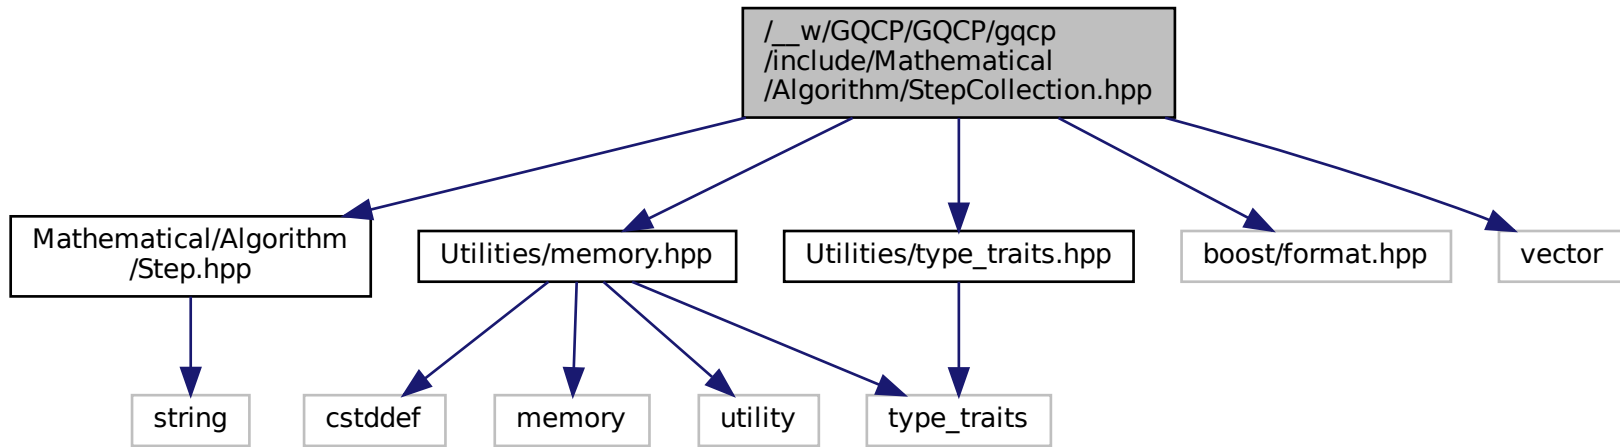 /__w/GQCP/GQCP/gqcp
/include/Mathematical
/Algorithm/StepCollection.hpp
Mathematical/Algorithm
/Step.hpp
Utilities/memory.hpp
Utilities/type_traits.hpp
boost/format.hpp
vector
string
cstddef
memory
utility
type_traits